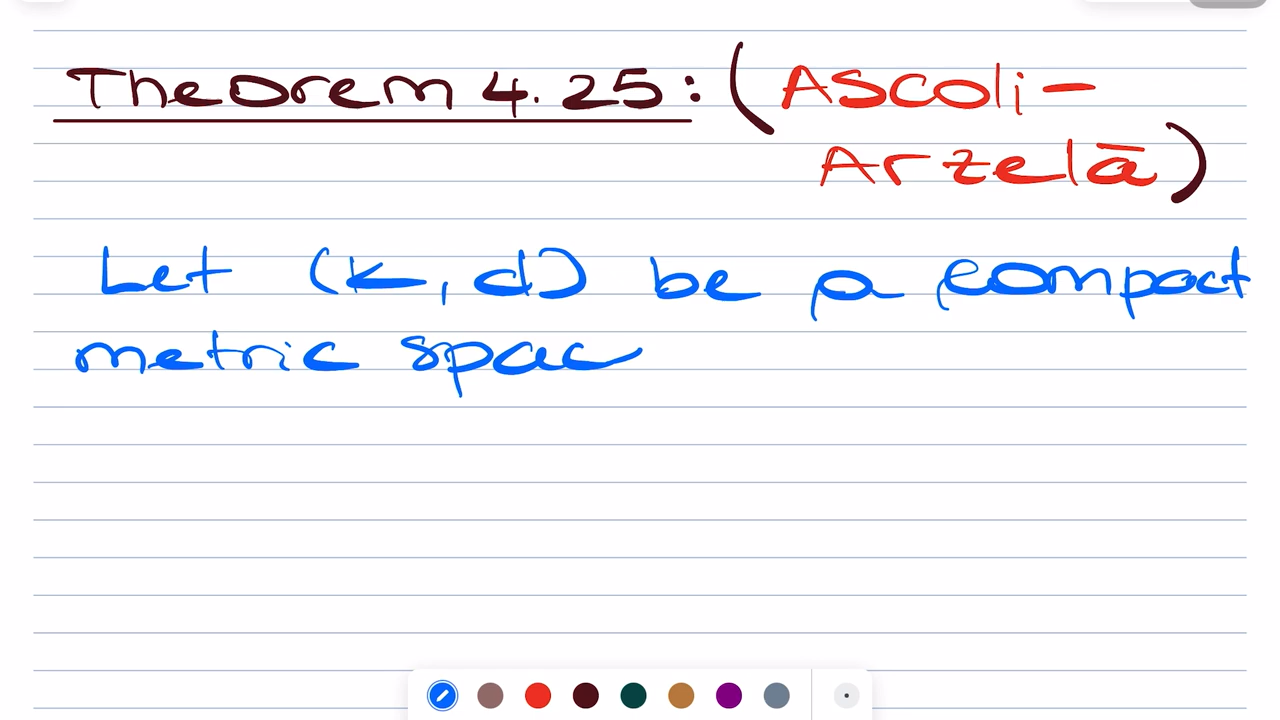 Theorem 4.25: (Ascoli-
Arzelā)
Let (K, d) be a compact
metric spac